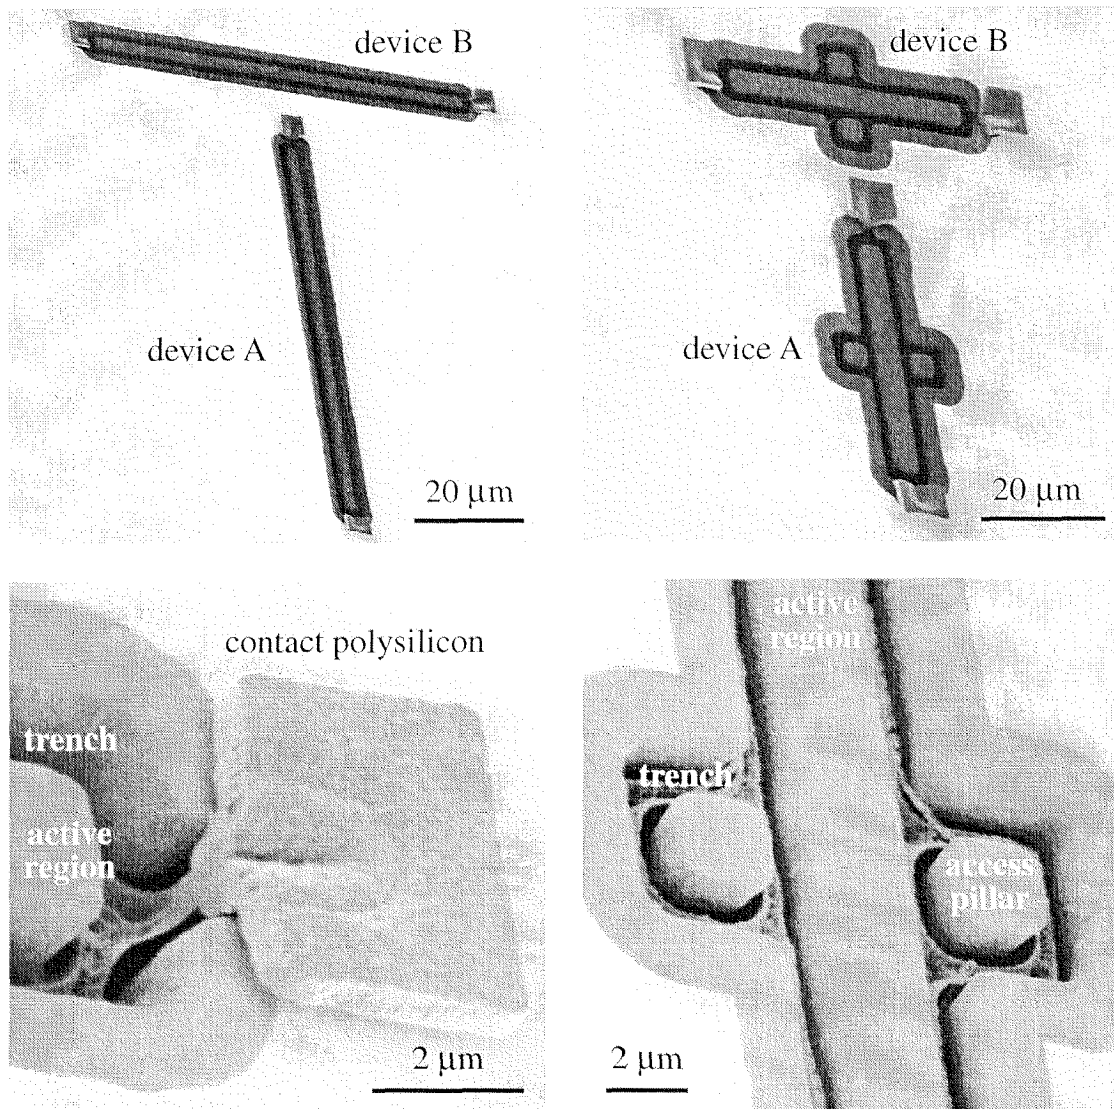 device B
device A
20 μm
device B
device A
20 μm
contact polysilicon
trench
active
region
2 μm
active
region
trench
access
pillar
2 μm